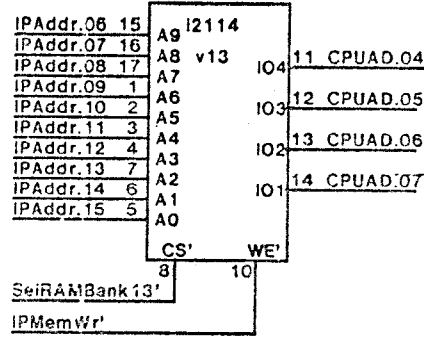 I2114
v13
IPAddr.06 15 A9
IPAddr.07 16 A8
IPAddr.08 17 A7
IPAddr.09 1 A6
IPAddr.10 2 A5
IPAddr.11 3 A4
IPAddr.12 4 A3
IPAddr.13 7 A2
IPAddr.14 6 A1
IPAddr.15 5 A0
IO4 11 CPUAD.04
IO3 12 CPUAD.05
IO2 13 CPUAD.06
IO1 14 CPUAD.07
CS' WE'
8 10
SelRAMBank13'
IPMemWr'